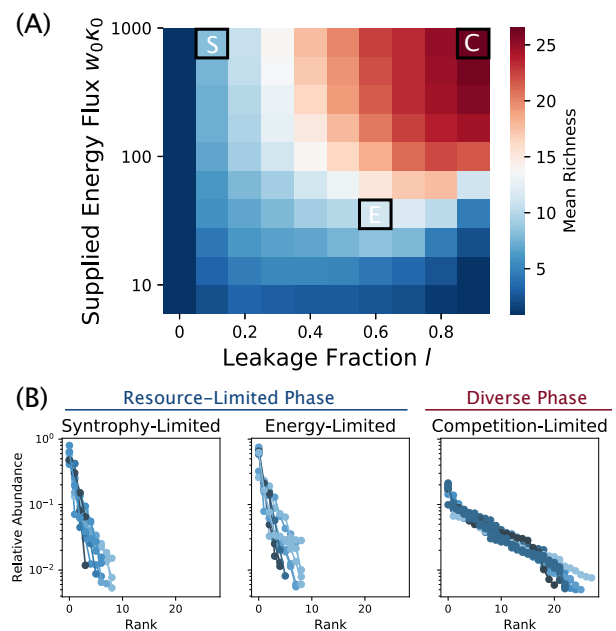 (A)
1000
100
10
Supplied Energy Flux w₀κ₀
S
C
E
0 0.2 0.4 0.6 0.8
Leakage Fraction l
25
20
15
10
5
Mean Richness
(B)
Resource-Limited Phase Diverse Phase
Syntrophy-Limited Energy-Limited Competition-Limited
Relative Abundance
10⁰
10⁻¹
10⁻²
0 10 20 0 10 20 0 10 20
Rank Rank Rank